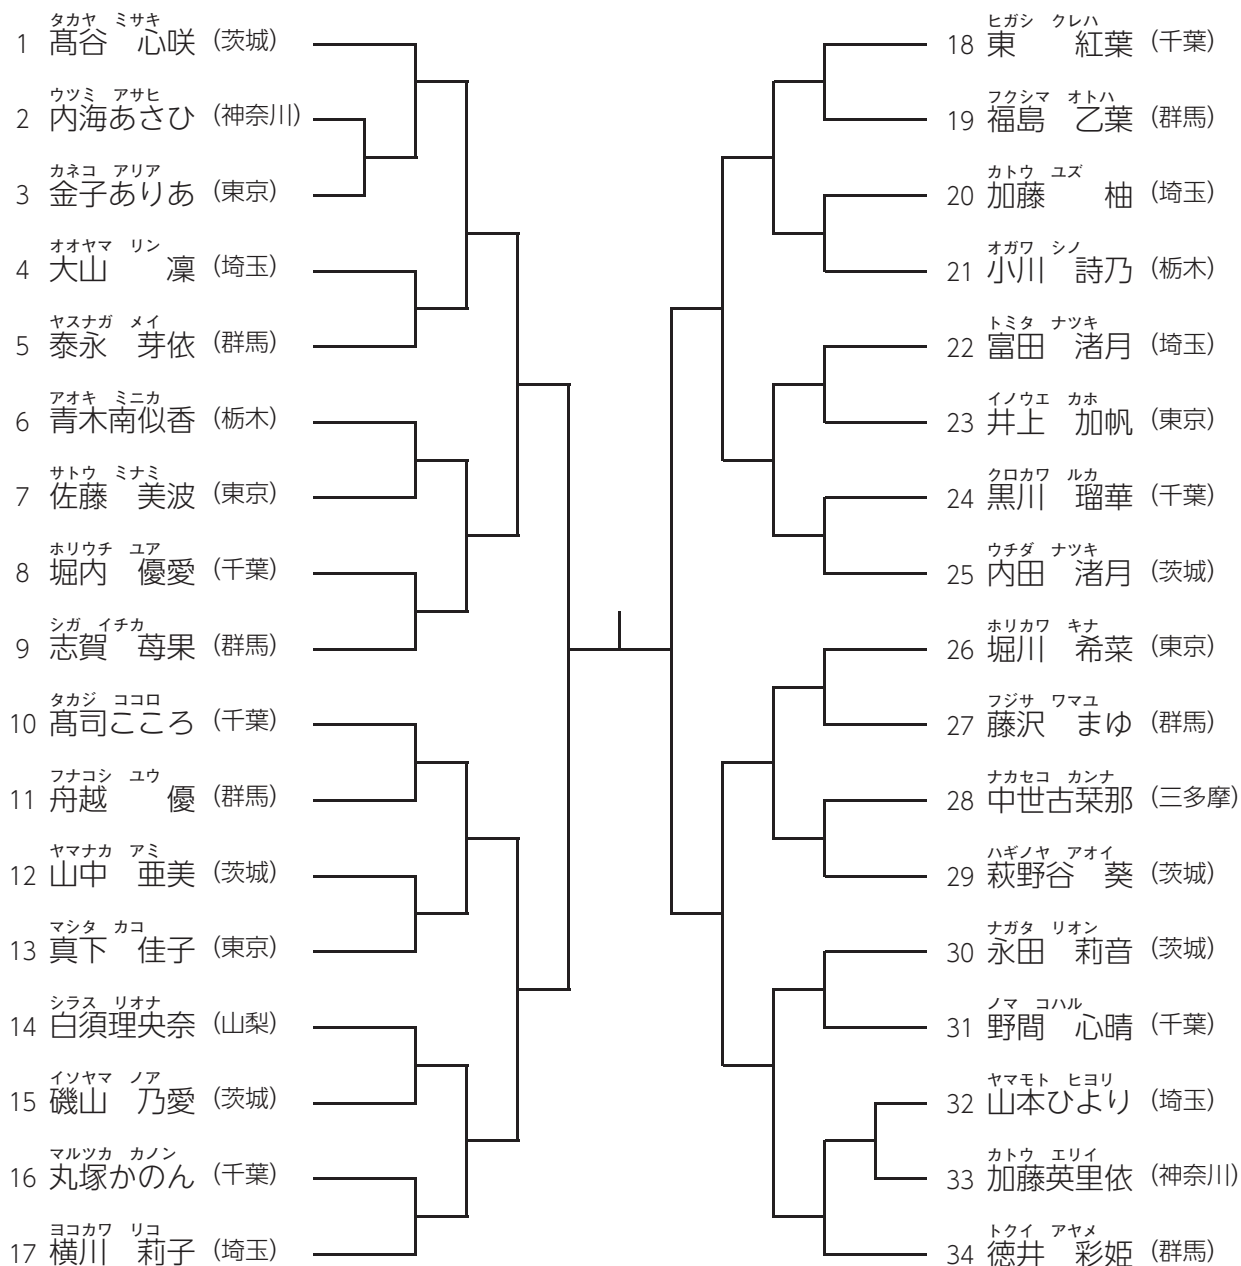 タカヤ ミサキ
1 髙谷 心咲 (茨城)
ウツミ アサヒ
2 内海あさひ (神奈川)
カネコ アリア
3 金子ありあ (東京)
オオヤマ リン
4 大山 凜 (埼玉)
ヤスナガ メイ
5 泰永 芽依 (群馬)
アオキ ミニカ
6 青木南似香 (栃木)
サトウ ミナミ
7 佐藤 美波 (東京)
ホリウチ ユア
8 堀内 優愛 (千葉)
シガ イチカ
9 志賀 苺果 (群馬)
タカジ ココロ
10 髙司こころ (千葉)
フナコシ ユウ
11 舟越 優 (群馬)
ヤマナカ アミ
12 山中 亜美 (茨城)
マシタ カコ
13 真下 佳子 (東京)
シラス リオナ
14 白須理央奈 (山梨)
イソヤマ ノア
15 磯山 乃愛 (茨城)
マルツカ カノン
16 丸塚かのん (千葉)
ヨコカワ リコ
17 横川 莉子 (埼玉)
ヒガシ クレハ
18 東 紅葉 (千葉)
フクシマ オトハ
19 福島 乙葉 (群馬)
カトウ ユズ
20 加藤 柚 (埼玉)
オガワ シノ
21 小川 詩乃 (栃木)
トミタ ナツキ
22 富田 渚月 (埼玉)
イノウエ カホ
23 井上 加帆 (東京)
クロカワ ルカ
24 黒川 瑠華 (千葉)
ウチダ ナツキ
25 内田 渚月 (茨城)
ホリカワ キナ
26 堀川 希菜 (東京)
フジサ ワマユ
27 藤沢 まゆ (群馬)
ナカセコ カンナ
28 中世古栞那 (三多摩)
ハギノヤ アオイ
29 萩野谷 葵 (茨城)
ナガタ リオン
30 永田 莉音 (茨城)
ノマ コハル
31 野間 心晴 (千葉)
ヤマモト ヒヨリ
32 山本ひより (埼玉)
カトウ エリイ
33 加藤英里依 (神奈川)
トクイ アヤメ
34 徳井 彩姫 (群馬)